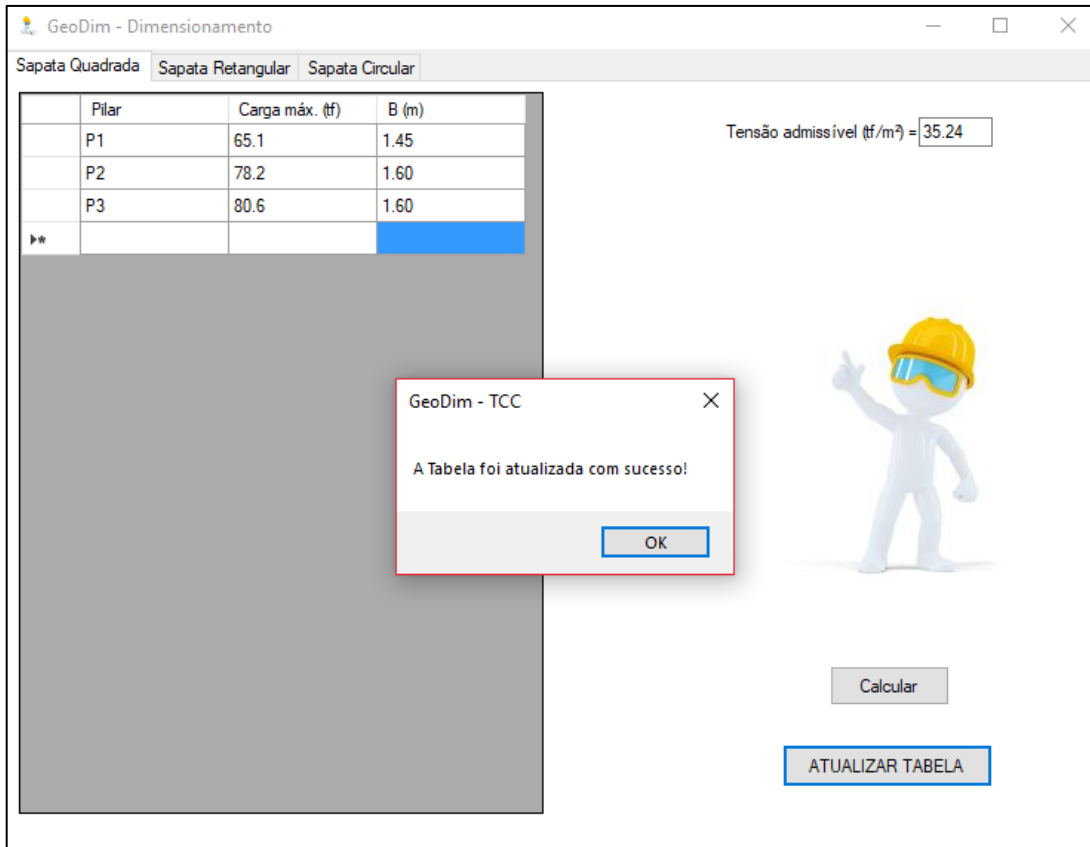 GeoDim - Dimensionamento
Sapata Quadrada Sapata Retangular Sapata Circular
Pilar Carga máx. (tf) B (m)
P1 65.1 1.45
P2 78.2 1.60
P3 80.6 1.60
Tensão admissível (tf/m²) = 35.24
GeoDim - TCC
A Tabela foi atualizada com sucesso!
OK
Calcular
ATUALIZAR TABELA